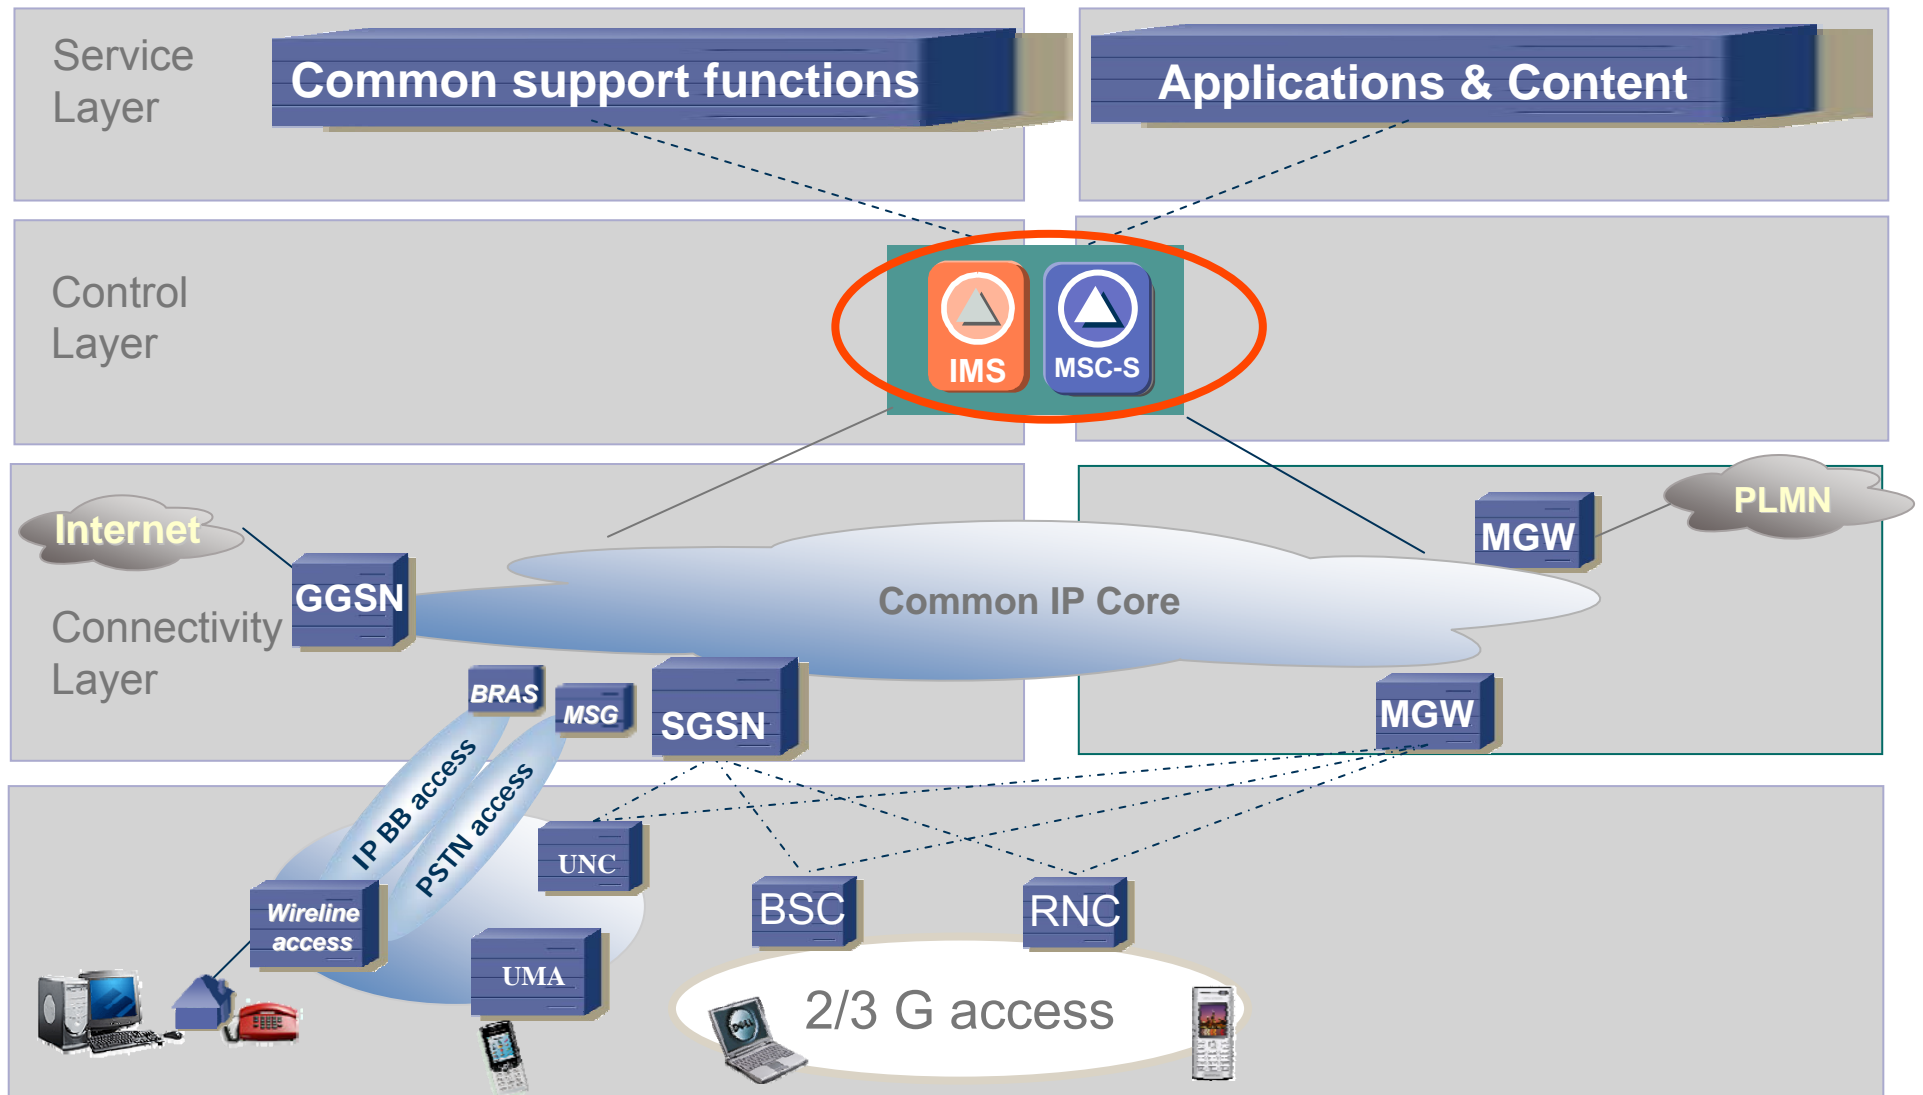 Service
Layer
Common support functions
Applications & Content
Control
Layer
IMS
MSC-S
Internet
PLMN
MGW
GGSN
Common IP Core
Connectivity
Layer
BRAS
MSG
SGSN
MGW
IP BB access
PSTN access
UNC
BSC
RNC
Wireline
access
UMA
2/3 G access
DELL